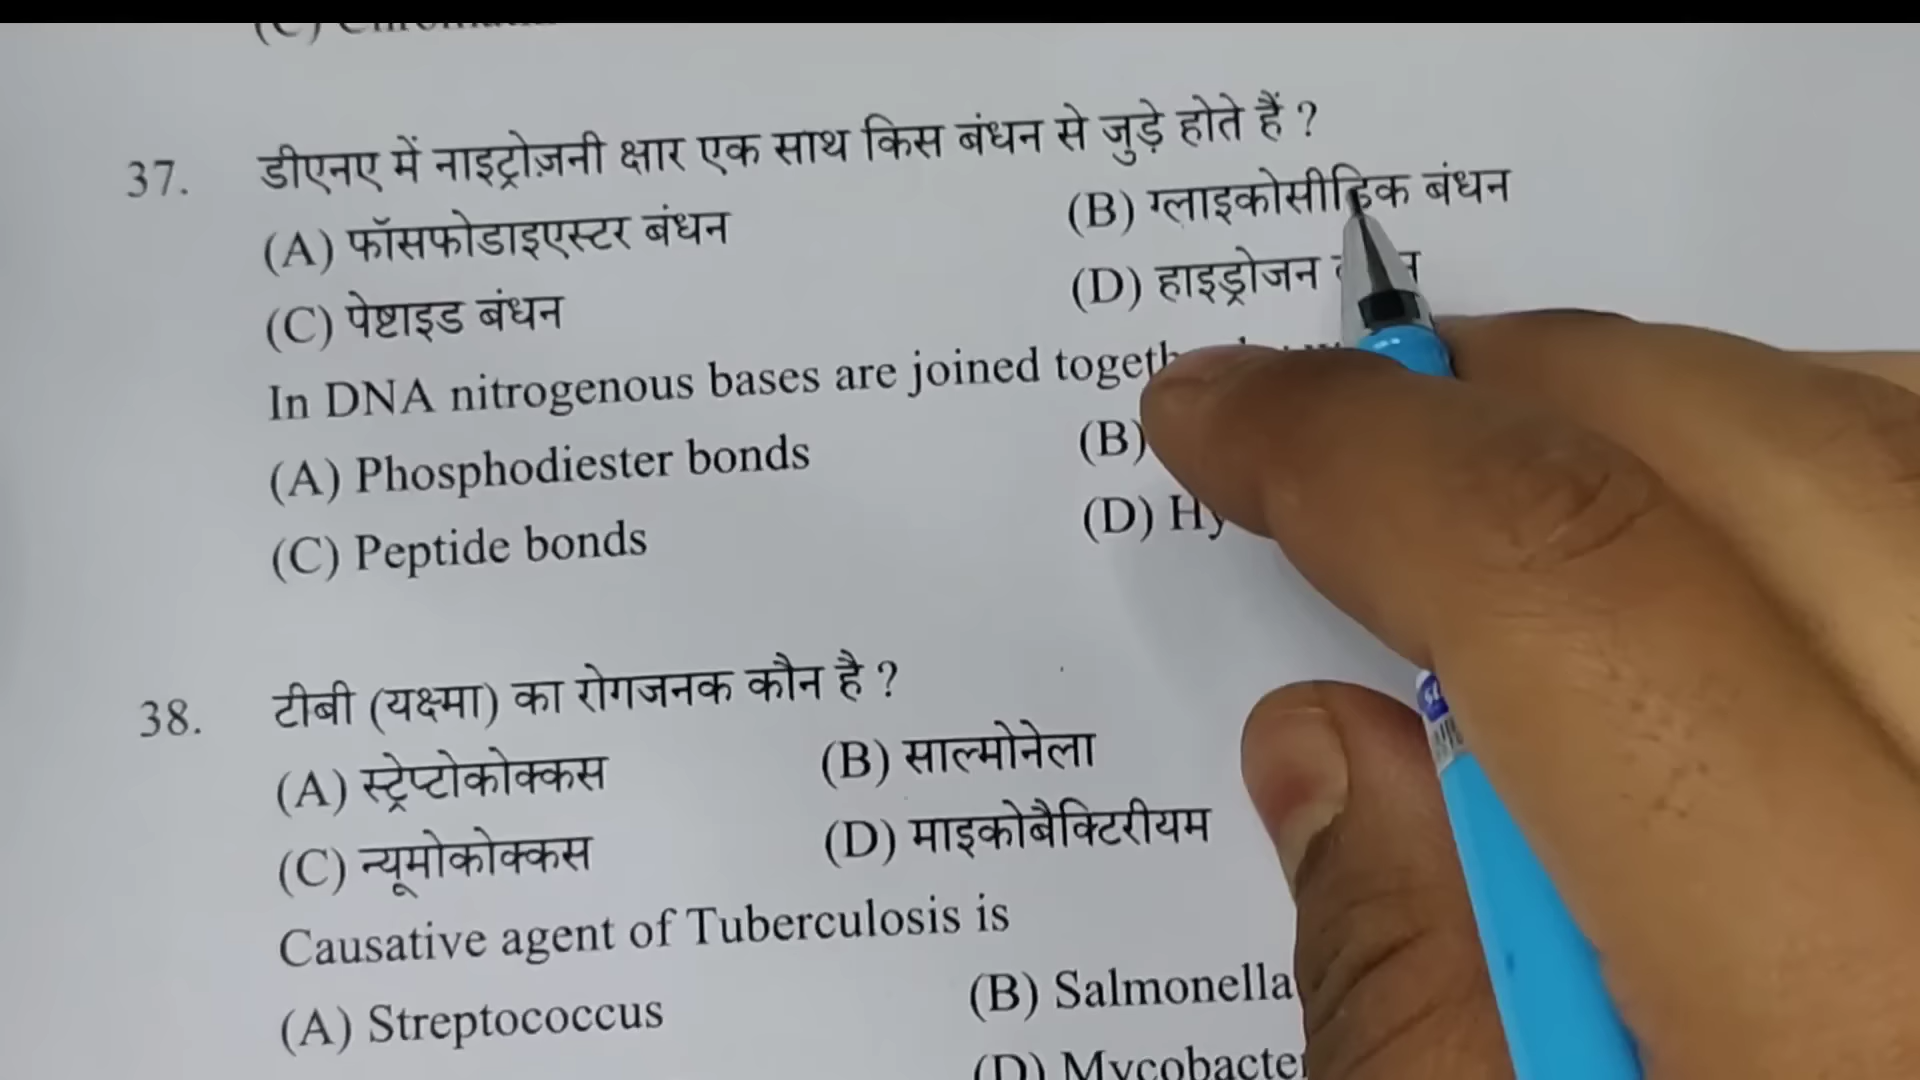 37. डीएनए में नाइट्रोज़नी क्षार एक साथ किस बंधन से जुड़े होते हैं ?
(A) फॉसफोडाइएस्टर बंधन (B) ग्लाइकोसीडिक बंधन
(C) पेष्टाइड बंधन (D) हाइड्रोजन
In DNA nitrogenous bases are joined
(A) Phosphodiester bonds (B)
(C) Peptide bonds (D)
38. टीबी (यक्ष्मा) का रोगजनक कौन है ?
(A) स्ट्रेप्टोकोक्कस (B) साल्मोनेला
(C) न्यूमोकोक्कस (D) माइकोबैक्टिरीयम
Causative agent of Tuberculosis is
(A) Streptococcus (B) Salmonella
(D)